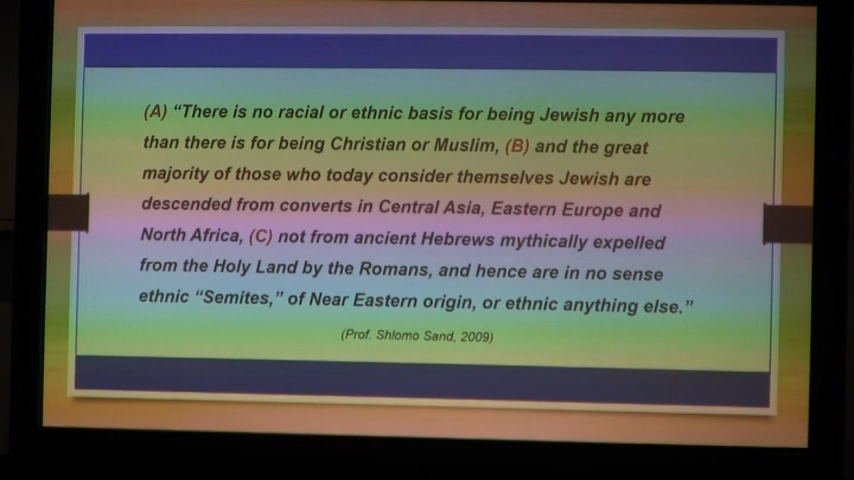 (A) “There is no racial or ethnic basis for being Jewish any more
than there is for being Christian or Muslim, (B) and the great
majority of those who today consider themselves Jewish are
descended from converts in Central Asia, Eastern Europe and
North Africa, (C) not from ancient Hebrews mythically expelled
from the Holy Land by the Romans, and hence are in no sense
ethnic “Semites,” of Near Eastern origin, or ethnic anything else.”
(Prof. Shlomo Sand, 2009)